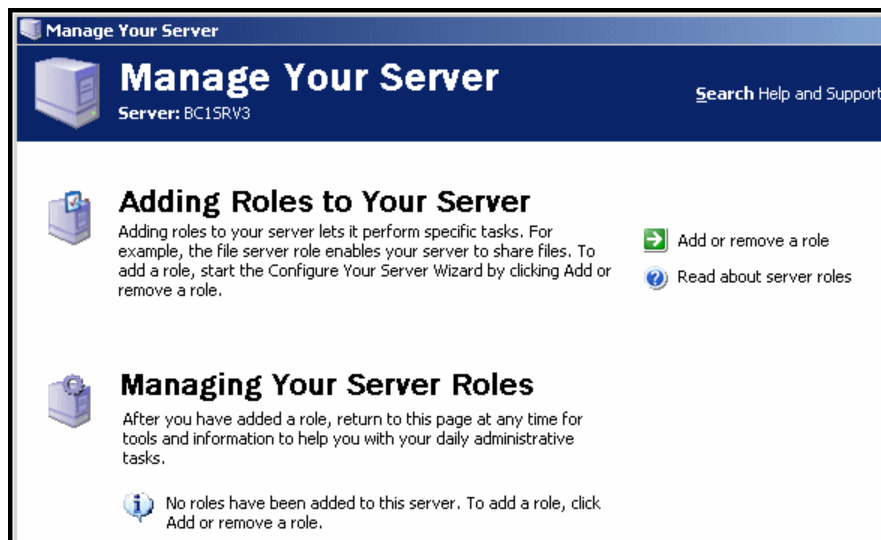 Manage Your Server
Manage Your Server
Server: BC1SRV3
Search Help and Support
Adding Roles to Your Server
Adding roles to your server lets it perform specific tasks. For
example, the file server role enables your server to share files. To
add a role, start the Configure Your Server Wizard by clicking Add or
remove a role.
Add or remove a role
Read about server roles
Managing Your Server Roles
After you have added a role, return to this page at any time for
tools and information to help you with your daily administrative
tasks.
No roles have been added to this server. To add a role, click
Add or remove a role.